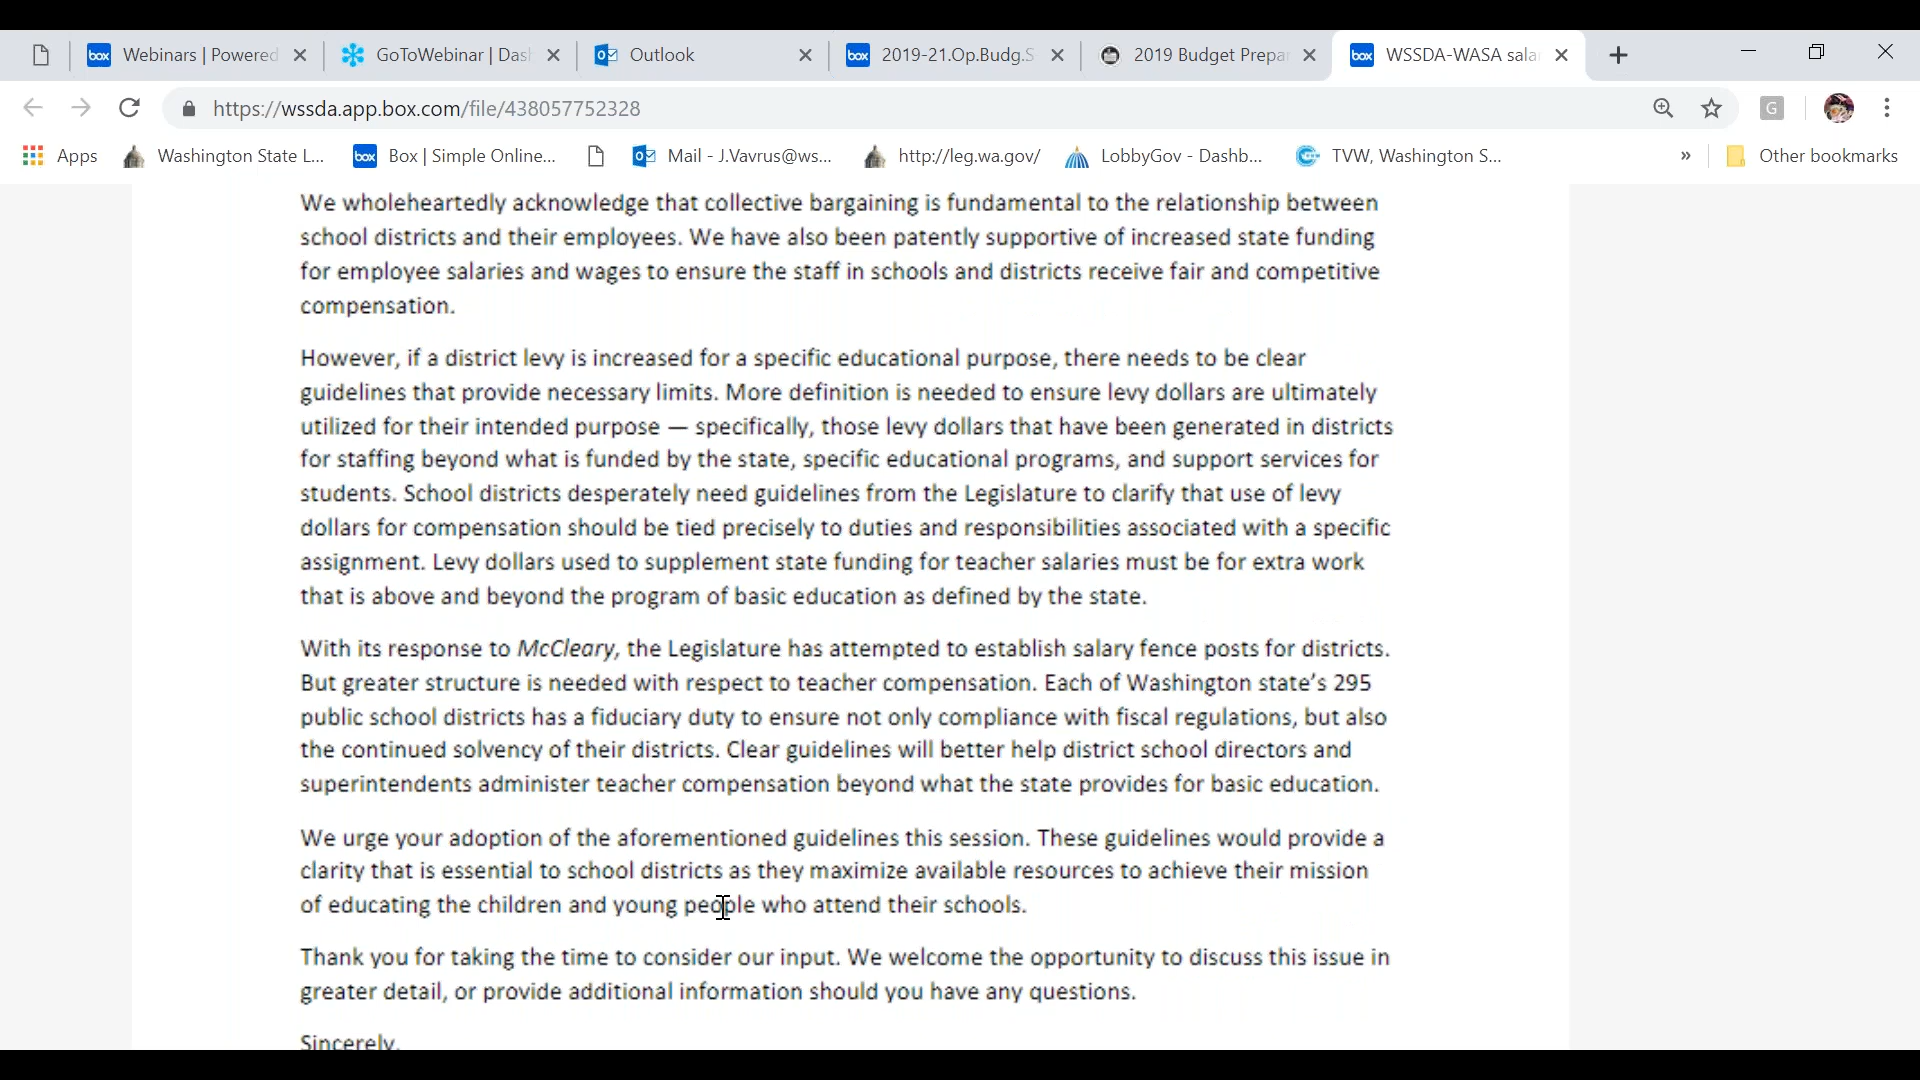 box Webinars | Powered
GoToWebinar | Das
Outlook
box 2019-21.Op.Budg.S
2019 Budget Prepar
box WSSDA-WASA sala
https://wssda.app.box.com/file/438057752328
G
Apps
Washington State L...
box Box | Simple Online...
Mail - J.Vavrus@ws...
http://leg.wa.gov/
LobbyGov - Dashb...
TVW, Washington S...
»
Other bookmarks
We wholeheartedly acknowledge that collective bargaining is fundamental to the relationship between
school districts and their employees. We have also been patently supportive of increased state funding
for employee salaries and wages to ensure the staff in schools and districts receive fair and competitive
compensation.
However, if a district levy is increased for a specific educational purpose, there needs to be clear
guidelines that provide necessary limits. More definition is needed to ensure levy dollars are ultimately
utilized for their intended purpose — specifically, those levy dollars that have been generated in districts
for staffing beyond what is funded by the state, specific educational programs, and support services for
students. School districts desperately need guidelines from the Legislature to clarify that use of levy
dollars for compensation should be tied precisely to duties and responsibilities associated with a specific
assignment. Levy dollars used to supplement state funding for teacher salaries must be for extra work
that is above and beyond the program of basic education as defined by the state.
With its response to McCleary, the Legislature has attempted to establish salary fence posts for districts.
But greater structure is needed with respect to teacher compensation. Each of Washington state’s 295
public school districts has a fiduciary duty to ensure not only compliance with fiscal regulations, but also
the continued solvency of their districts. Clear guidelines will better help district school directors and
superintendents administer teacher compensation beyond what the state provides for basic education.
We urge your adoption of the aforementioned guidelines this session. These guidelines would provide a
clarity that is essential to school districts as they maximize available resources to achieve their mission
of educating the children and young people who attend their schools.
Thank you for taking the time to consider our input. We welcome the opportunity to discuss this issue in
greater detail, or provide additional information should you have any questions.
Sincerely,